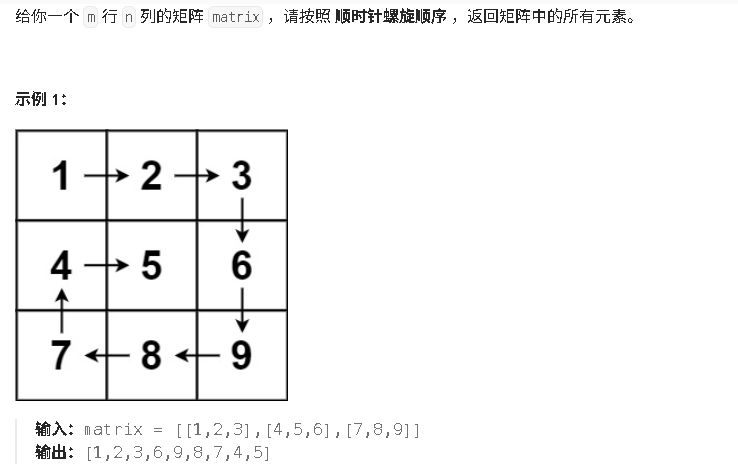 给你一个 m 行 n 列的矩阵 matrix ，请按照 顺时针螺旋顺序 ，返回矩阵中的所有元素。
示例 1：
1 2 3
4 5 6
7 8 9
输入：matrix = [[1,2,3],[4,5,6],[7,8,9]]
输出：[1,2,3,6,9,8,7,4,5]